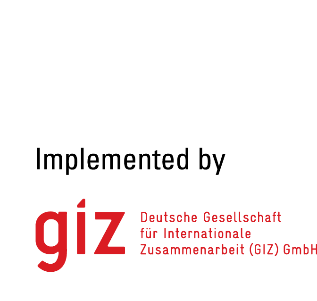 Implemented by
giz
Deutsche Gesellschaft
für Internationale
Zusammenarbeit (GIZ) GmbH